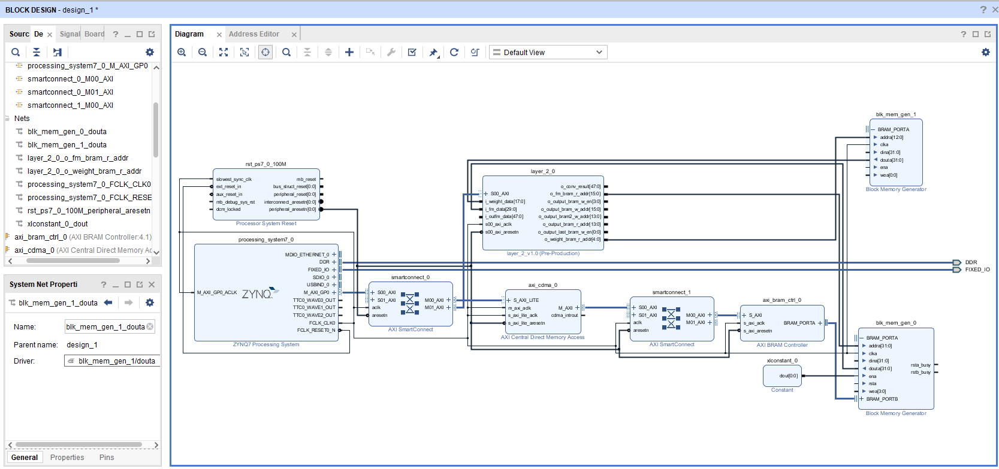 BLOCK DESIGN - design_1 *
Sourc
De
Signal
Board
processing_system7_0_M_AXI_GP0
smartconnect_0_M00_AXI
smartconnect_0_M01_AXI
smartconnect_1_M00_AXI
Nets
blk_mem_gen_0_douta
blk_mem_gen_1_douta
layer_2_0_o_fm_bram_r_addr
layer_2_0_o_weight_bram_r_addr
processing_system7_0_FCLK_CLK0
processing_system7_0_FCLK_RESE
rst_ps7_0_100M_peripheral_aresetn
xlconstant_0_dout
axi_bram_ctrl_0 (AXI BRAM Controller:4.1)
axi_cdma_0 (AXI Central Direct Memory Ac
System Net Properti
blk_mem_gen_1_douta
Name: blk_mem_gen_1_douta
Parent name: design_1
Driver: blk_mem_gen_1/douta
General
Properties
Pins
Diagram
Address Editor
Default View
rst_ps7_0_100M
slowest_sync_clk
ext_reset_in
aux_reset_in
mb_debug_sys_rst
dcm_locked
mb_reset
bus_struct_reset[0:0]
peripheral_reset[0:0]
interconnect_aresetn[0:0]
peripheral_aresetn[0:0]
Processor System Reset
processing_system7_0
M_AXI_GP0_ACLK
ZYNQ
MDIO_ETHERNET_0
DDR
FIXED_IO
SDIO_0
USBIND_0
M_AXI_GP0
TTC0_WAVE0_OUT
TTC0_WAVE1_OUT
TTC0_WAVE2_OUT
FCLK_CLK0
FCLK_RESET0_N
ZYNQ7 Processing System
smartconnect_0
S00_AXI
S01_AXI
aclk
aresetn
M00_AXI
M01_AXI
AXI SmartConnect
layer_2_0
S00_AXI
i_weight_data[17:0]
i_fm_data[29:0]
i_outfm_data[47:0]
s00_axi_aclk
s00_axi_aresetn
o_conv_result[47:0]
o_fm_bram_r_addr[15:0]
o_output_bram_w_en[3:0]
o_output_bram_w_addr[15:0]
o_output_bram2_w_addr[13:0]
o_output_bram_r_addr[13:0]
o_output_last_bram_w_en[0:0]
o_weight_bram_r_addr[4:0]
layer_2_v1.0 (Pre-Production)
axi_cdma_0
S_AXI_LITE
m_axi_aclk
s_axi_lite_aclk
s_axi_lite_aresetn
M_AXI
cdma_introut
AXI Central Direct Memory Access
smartconnect_1
S00_AXI
S01_AXI
aclk
aresetn
M00_AXI
M01_AXI
AXI SmartConnect
axi_bram_ctrl_0
S_AXI
s_axi_aclk
s_axi_aresetn
BRAM_PORTA
AXI BRAM Controller
xlconstant_0
dout[0:0]
Constant
blk_mem_gen_1
BRAM_PORTA
addra[12:0]
clka
dina[31:0]
douta[31:0]
ena
wea[0:0]
Block Memory Generator
DDR
FIXED_IO
blk_mem_gen_0
BRAM_PORTA
addra[31:0]
clka
dina[31:0]
douta[31:0]
ena
rsta
wea[3:0]
BRAM_PORTB
rsta_busy
rstb_busy
Block Memory Generator